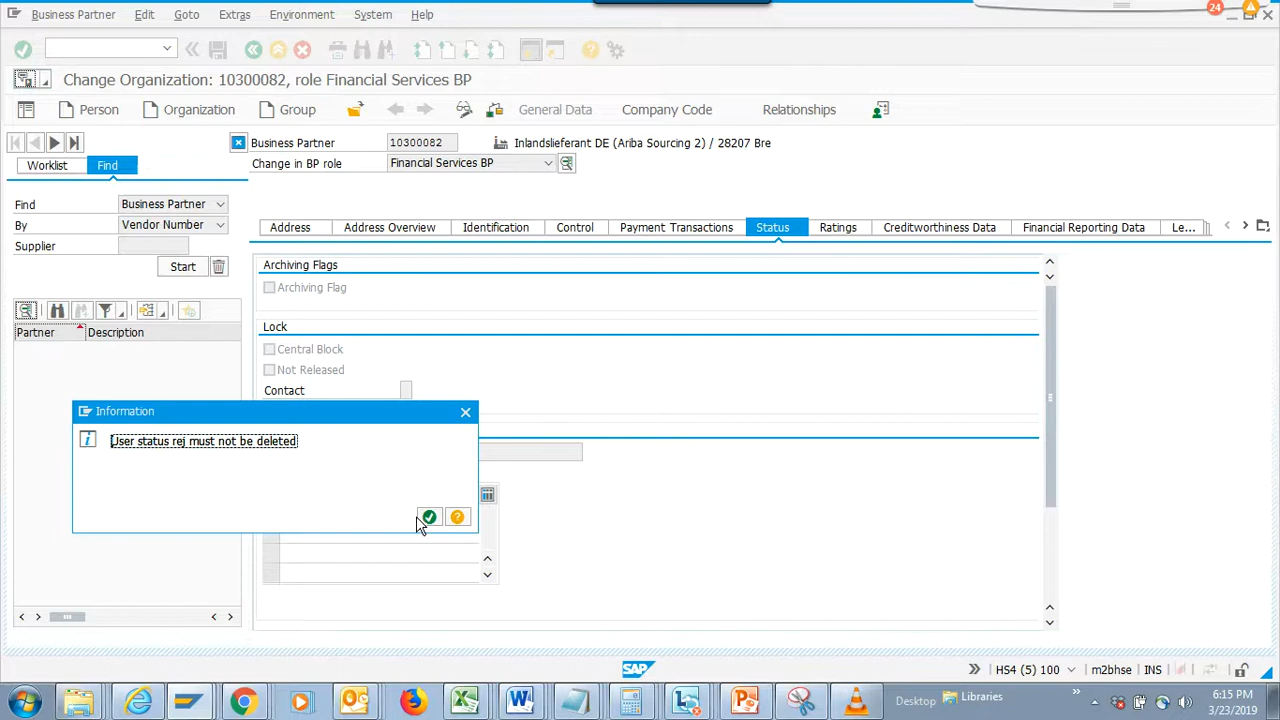 Business Partner Edit Goto Extras Environment System Help
24
Change Organization: 10300082, role Financial Services BP
Person Organization Group General Data Company Code Relationships
Business Partner 10300082 Inlandslieferant DE (Ariba Sourcing 2) / 28207 Bre
Worklist Find
Change in BP role Financial Services BP
Find Business Partner
By Vendor Number
Supplier
Start
Address Address Overview Identification Control Payment Transactions Status Ratings Creditworthiness Data Financial Reporting Data Le...
Archiving Flags
Archiving Flag
Lock
Partner Description
Central Block
Not Released
Contact
Information
User status rej must not be deleted
SAP
HS4 (5) 100 m2bhse INS
Desktop Libraries
6:15 PM
3/23/2019